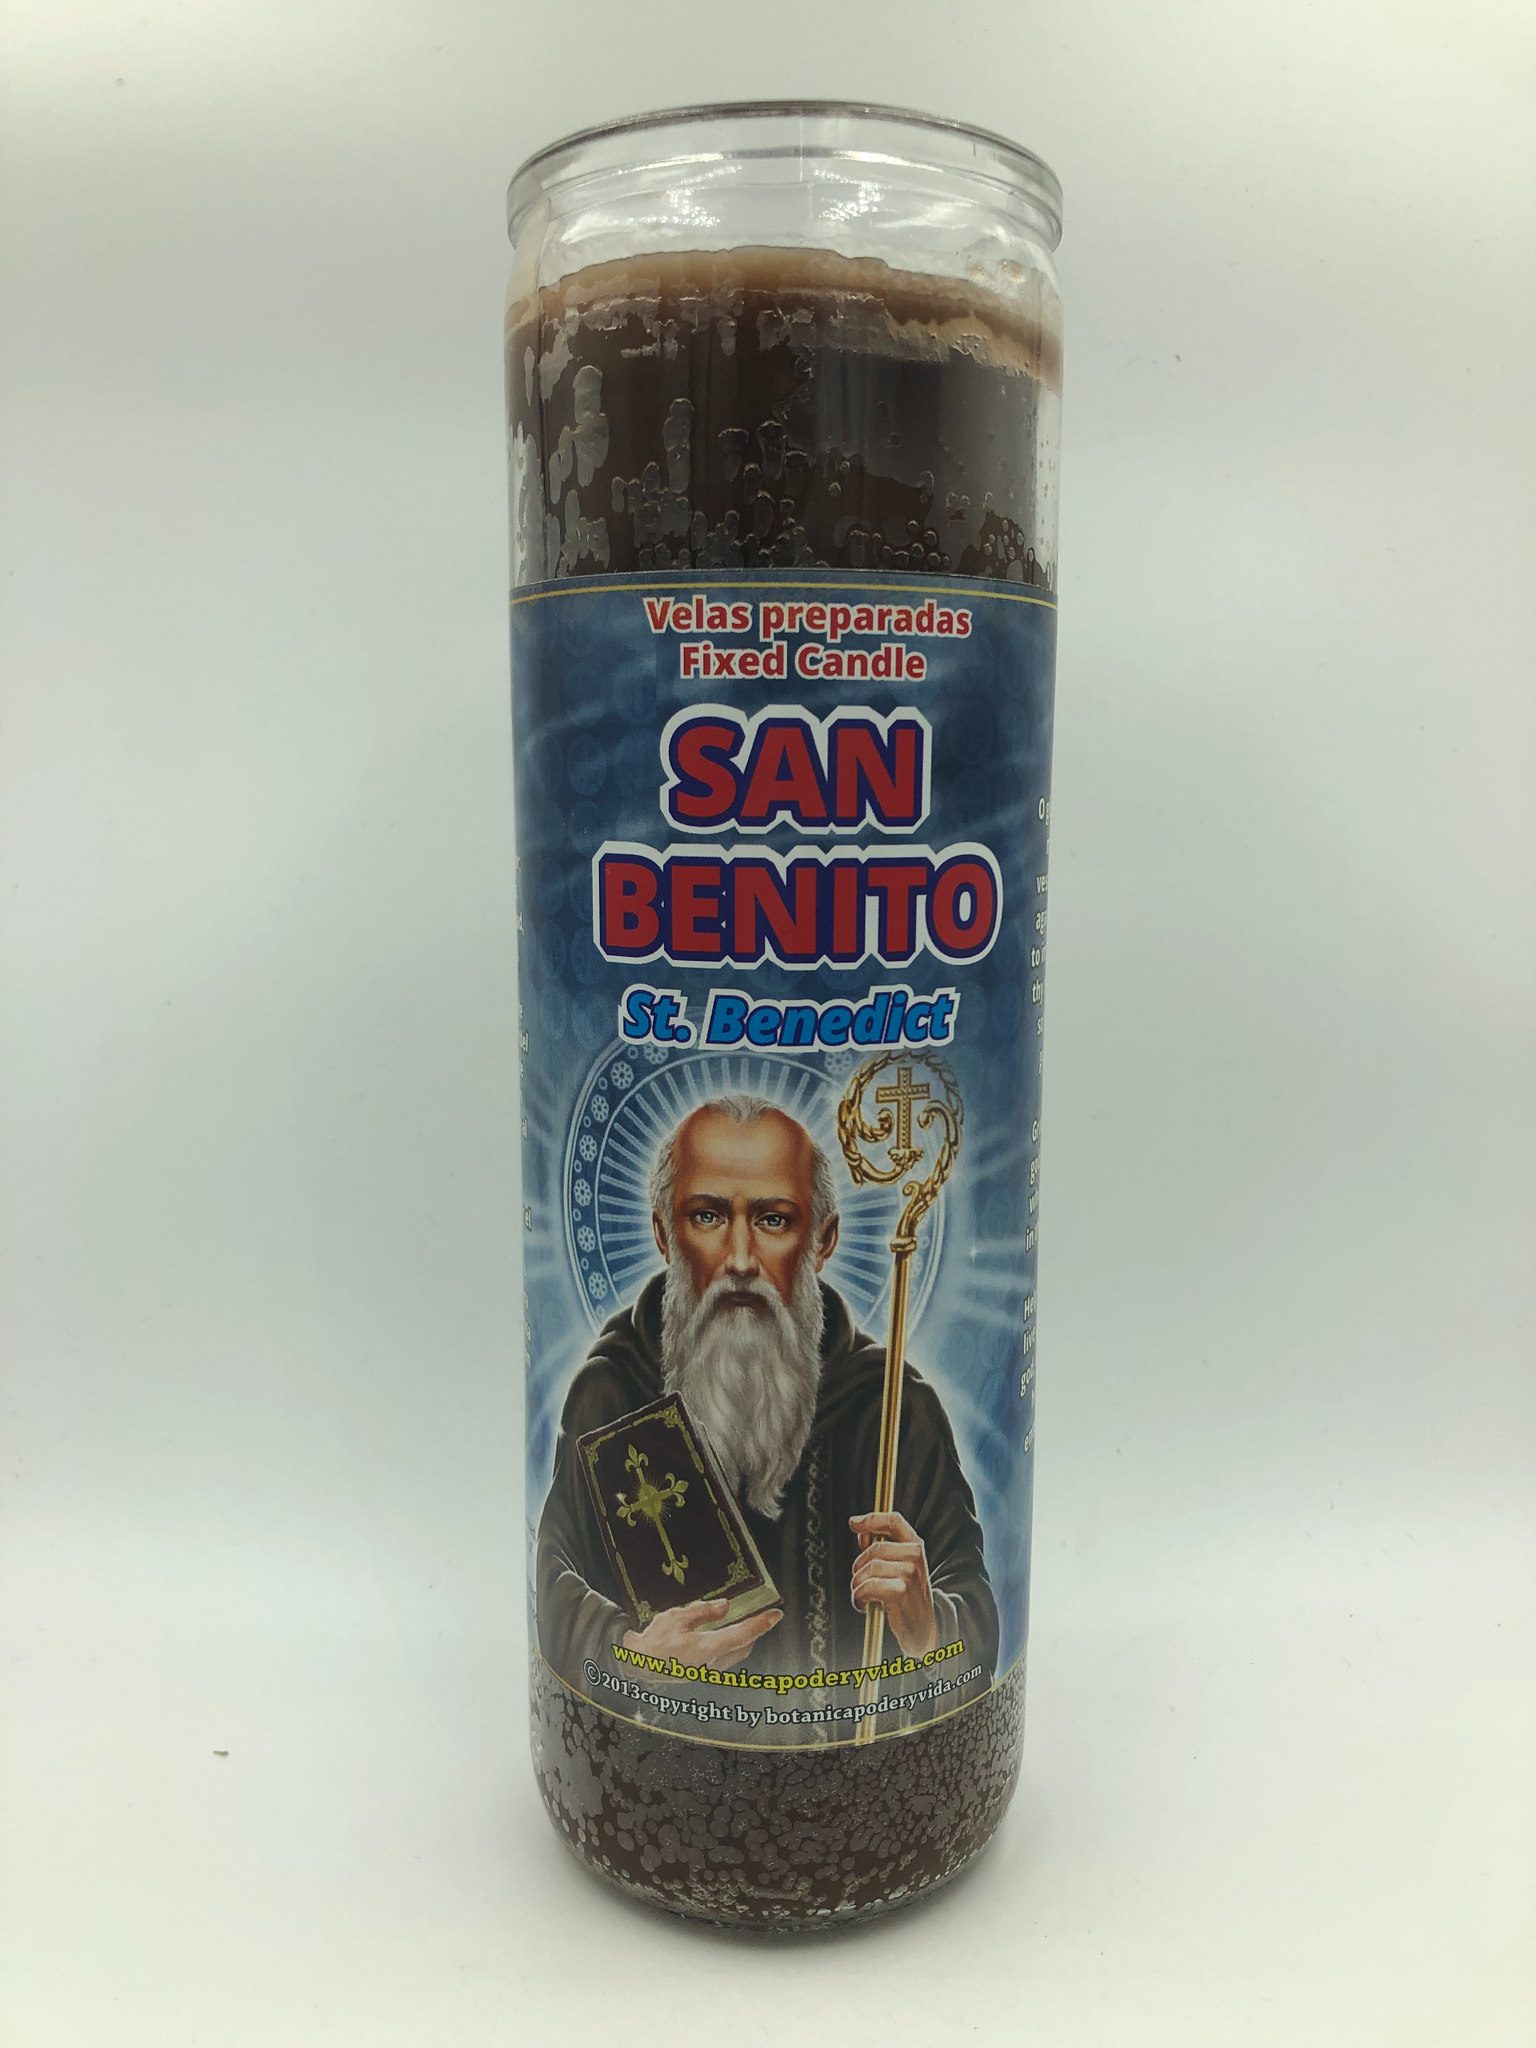 Velas preparadas
Fixed Candle
SAN
BENITO
St. Benedict
www.botanicapoderyvida.com
©2013copyright by botanicapoderyvida.com